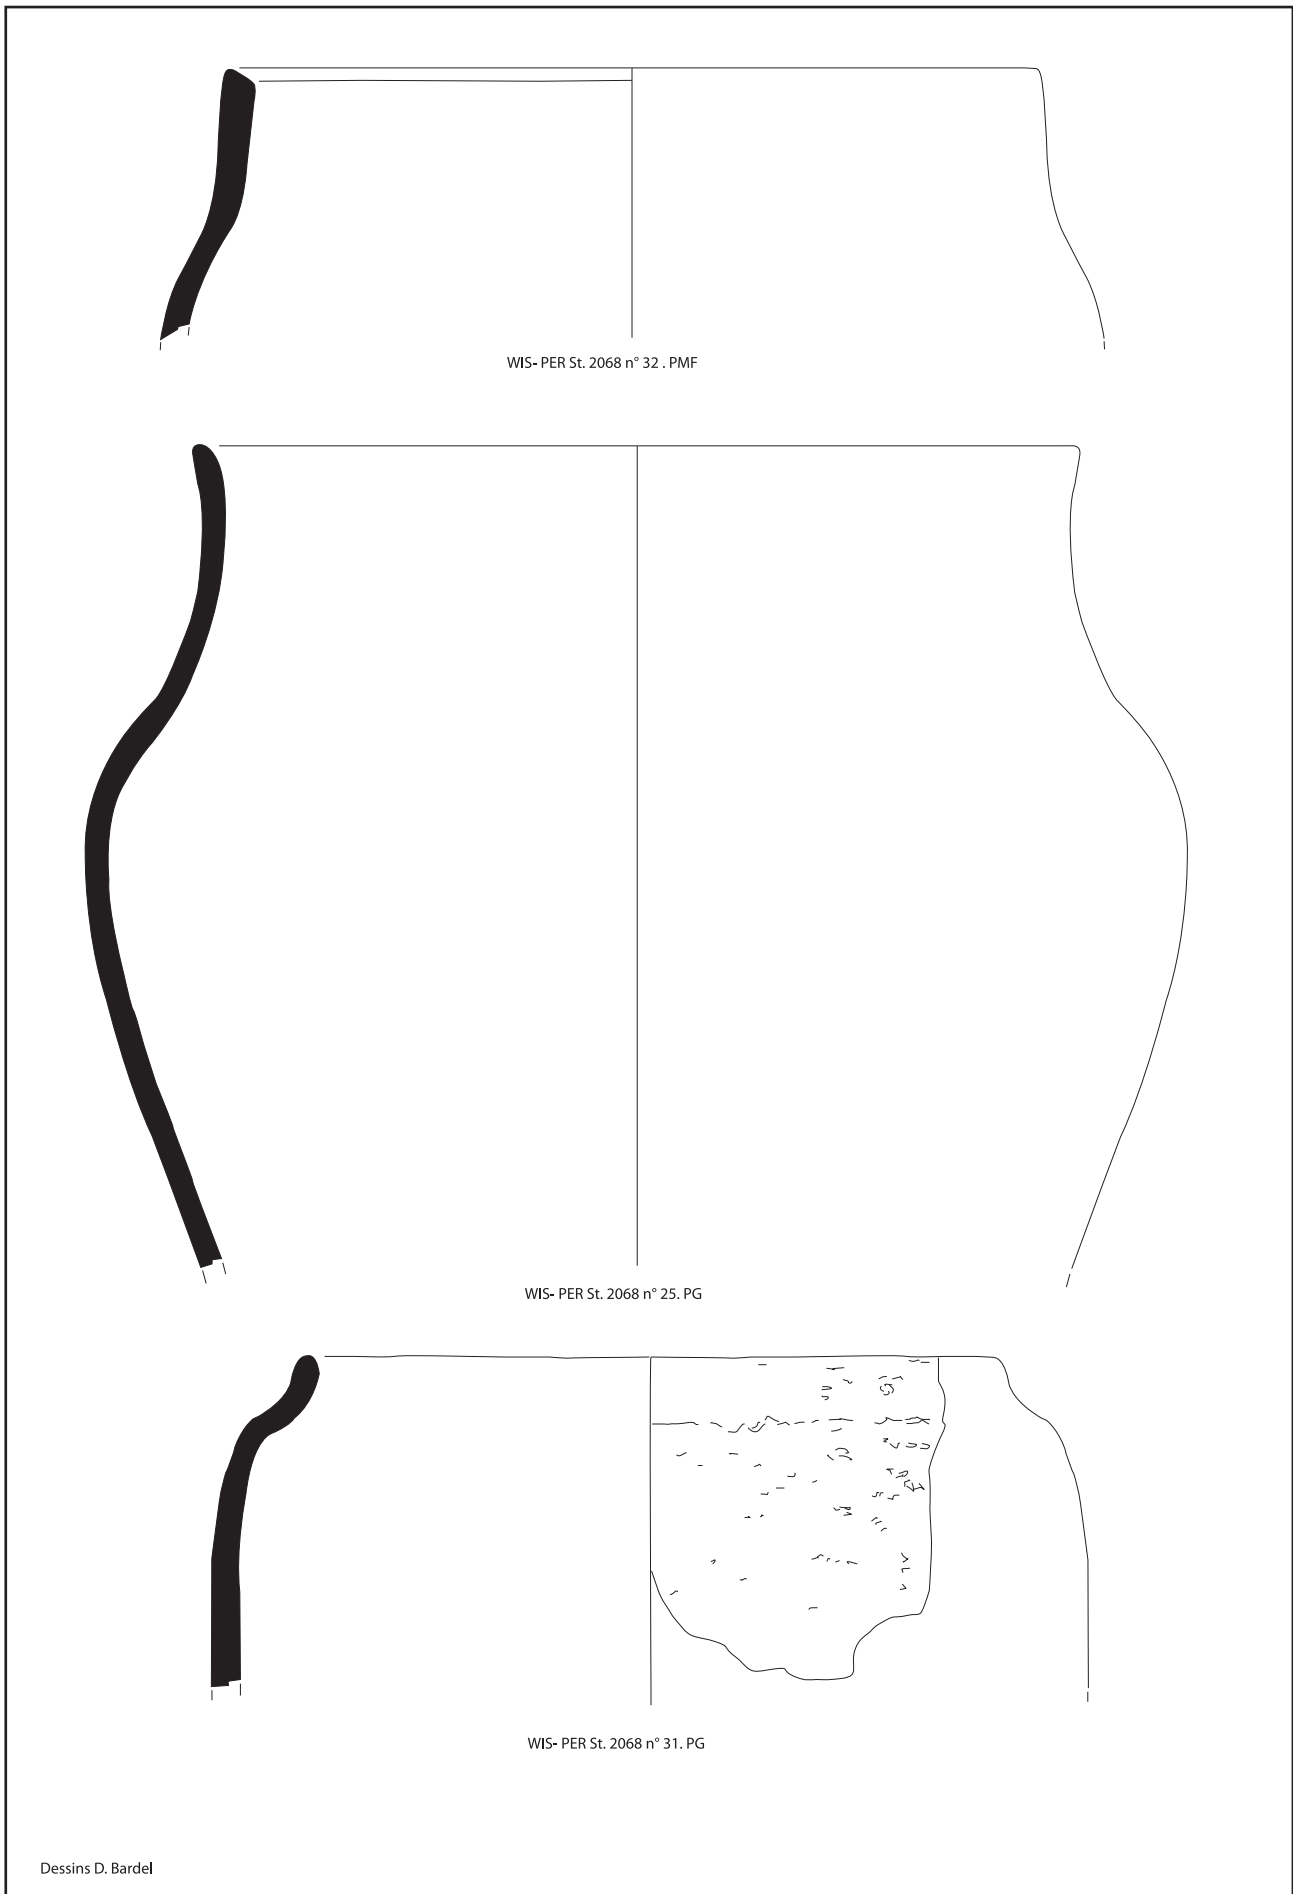 WIS- PER St. 2068 n° 32 . PMF
WIS- PER St. 2068 n° 25. PG
WIS- PER St. 2068 n° 31. PG
Dessins D. Bardel